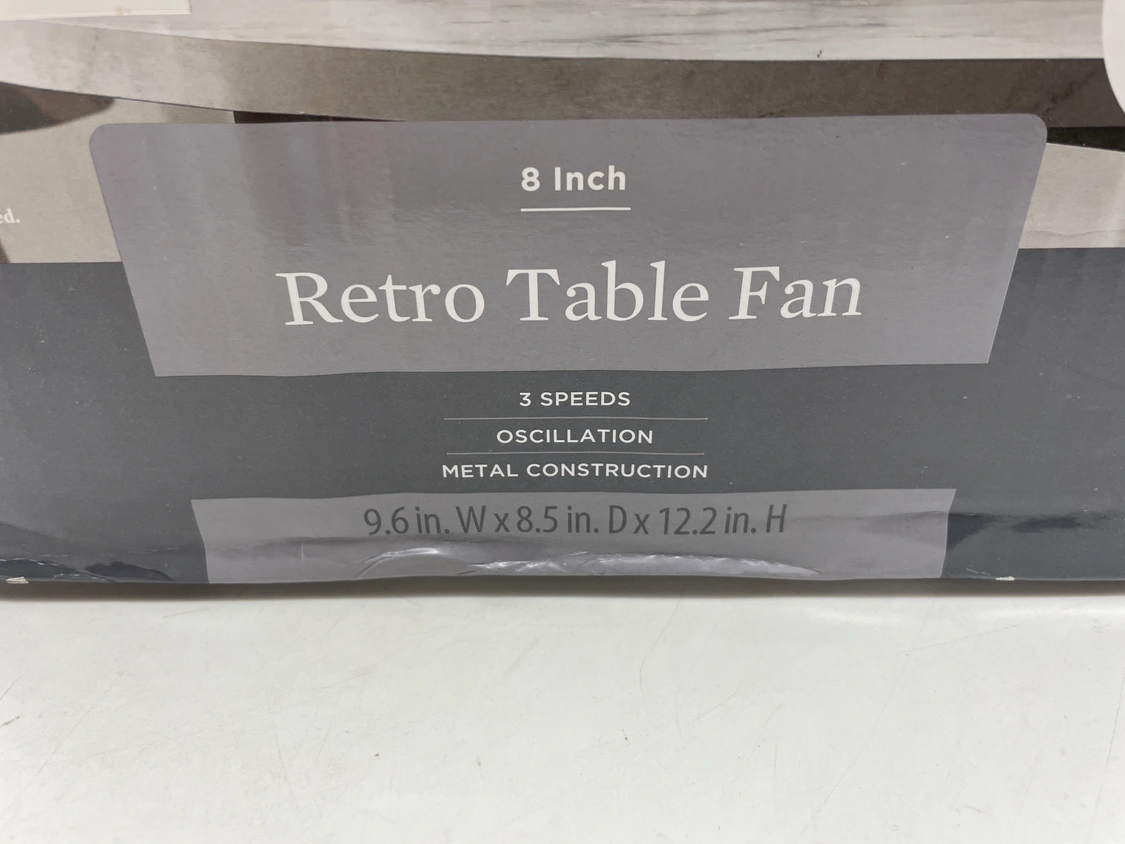 8 Inch
Retro Table Fan
3 SPEEDS
OSCILLATION
METAL CONSTRUCTION
9.6 in. W x 8.5 in. D x 12.2 in. H